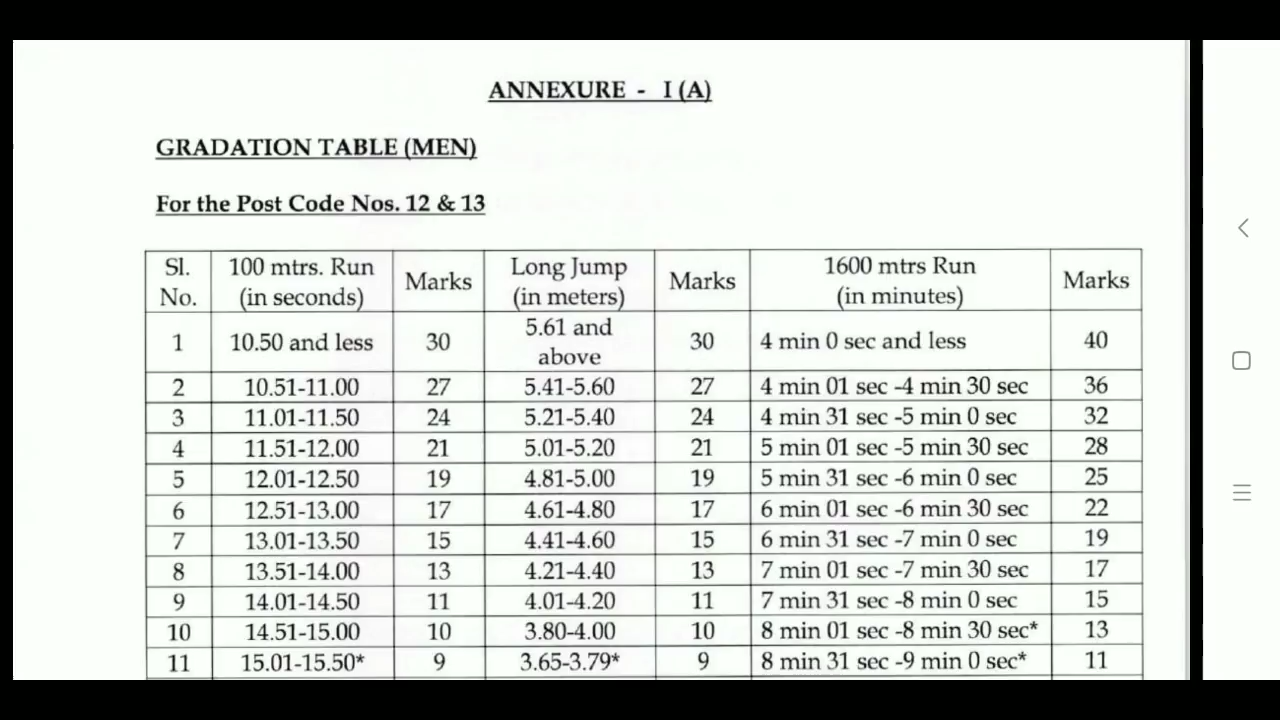 ANNEXURE - I (A)
GRADATION TABLE (MEN)
For the Post Code Nos. 12 & 13
Sl. No. 100 mtrs. Run (in seconds) Marks Long Jump (in meters) Marks 1600 mtrs Run (in minutes) Marks
1 10.50 and less 30 5.61 and above 30 4 min 0 sec and less 40
2 10.51-11.00 27 5.41-5.60 27 4 min 01 sec -4 min 30 sec 36
3 11.01-11.50 24 5.21-5.40 24 4 min 31 sec -5 min 0 sec 32
4 11.51-12.00 21 5.01-5.20 21 5 min 01 sec -5 min 30 sec 28
5 12.01-12.50 19 4.81-5.00 19 5 min 31 sec -6 min 0 sec 25
6 12.51-13.00 17 4.61-4.80 17 6 min 01 sec -6 min 30 sec 22
7 13.01-13.50 15 4.41-4.60 15 6 min 31 sec -7 min 0 sec 19
8 13.51-14.00 13 4.21-4.40 13 7 min 01 sec -7 min 30 sec 17
9 14.01-14.50 11 4.01-4.20 11 7 min 31 sec -8 min 0 sec 15
10 14.51-15.00 10 3.80-4.00 10 8 min 01 sec -8 min 30 sec* 13
11 15.01-15.50* 9 3.65-3.79* 9 8 min 31 sec -9 min 0 sec* 11